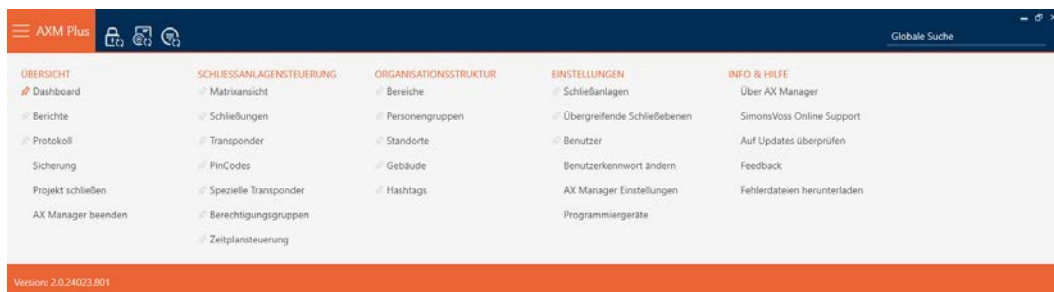 AXM Plus
Globale Suche
ÜBERSICHT
Dashboard
Berichte
Protokoll
Sicherung
Projekt schließen
AX Manager beenden
SCHLIESSANLAGENSTEUERUNG
Matrixansicht
Schließungen
Transponder
PinCodes
Spezielle Transponder
Berechtigungsgruppen
Zeitplansteuerung
ORGANISATIONSSTRUKTUR
Bereiche
Personengruppen
Standorte
Gebäude
Hashtags
EINSTELLUNGEN
Schließanlagen
Übergreifende Schließebenen
Benutzer
Benutzerkennwort ändern
AX Manager Einstellungen
Programmiergeräte
INFO & HILFE
Über AX Manager
SimonsVoss Online Support
Auf Updates überprüfen
Feedback
Fehlerdateien herunterladen
Version: 2.0.24023.801